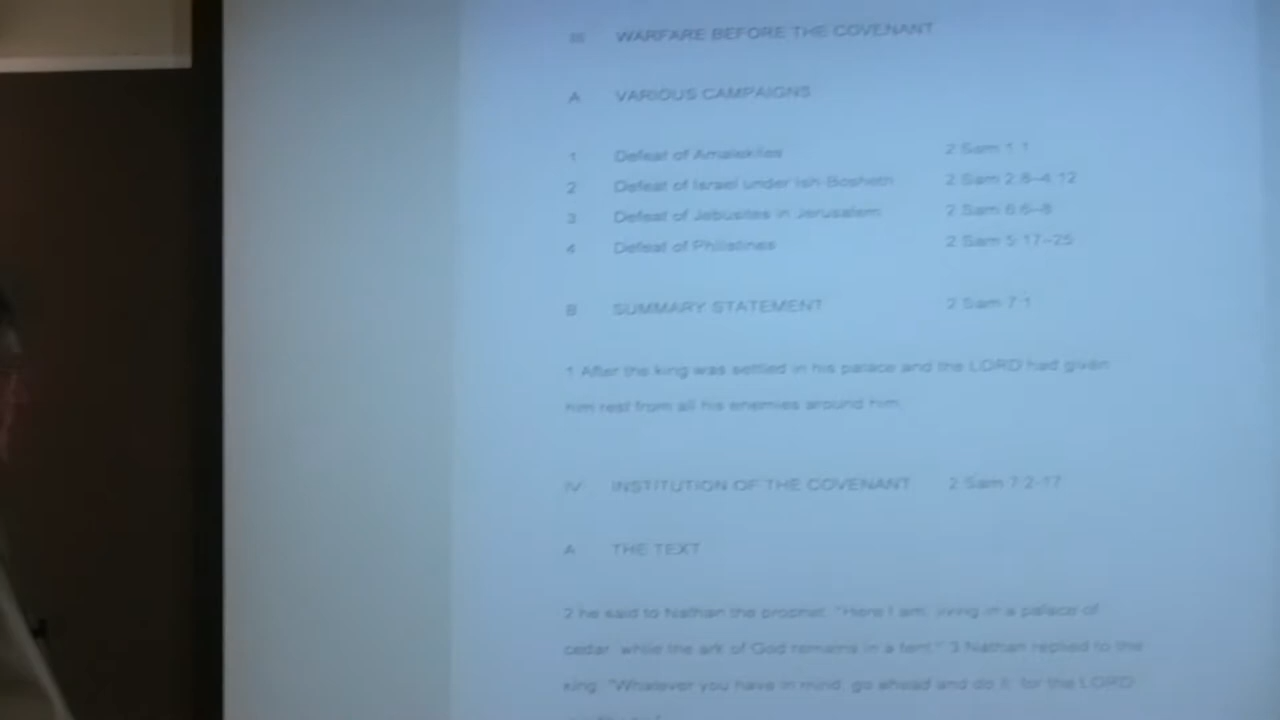 III WARFARE BEFORE THE COVENANT
A VARIOUS CAMPAIGNS
1 Defeat of Amalekites 2 Sam 1:1
2 Defeat of Israel under Ish-Bosheth 2 Sam 2:8–4:12
3 Defeat of Jebusites in Jerusalem 2 Sam 6–8
4 Defeat of Philistines 2 Sam 5:17–25
B SUMMARY STATEMENT 2 Sam 7:1
1 After the king was settled in his palace and the LORD had given
him rest from all his enemies around him,
IV INSTITUTION OF THE COVENANT 2 Sam 7:2-17
A THE TEXT
2 he said to Nathan the prophet, "Here I am, living in a palace of
cedar, while the ark of God remains in a tent." 3 Nathan replied to the
king, "Whatever you have in mind, go ahead and do it, for the LORD